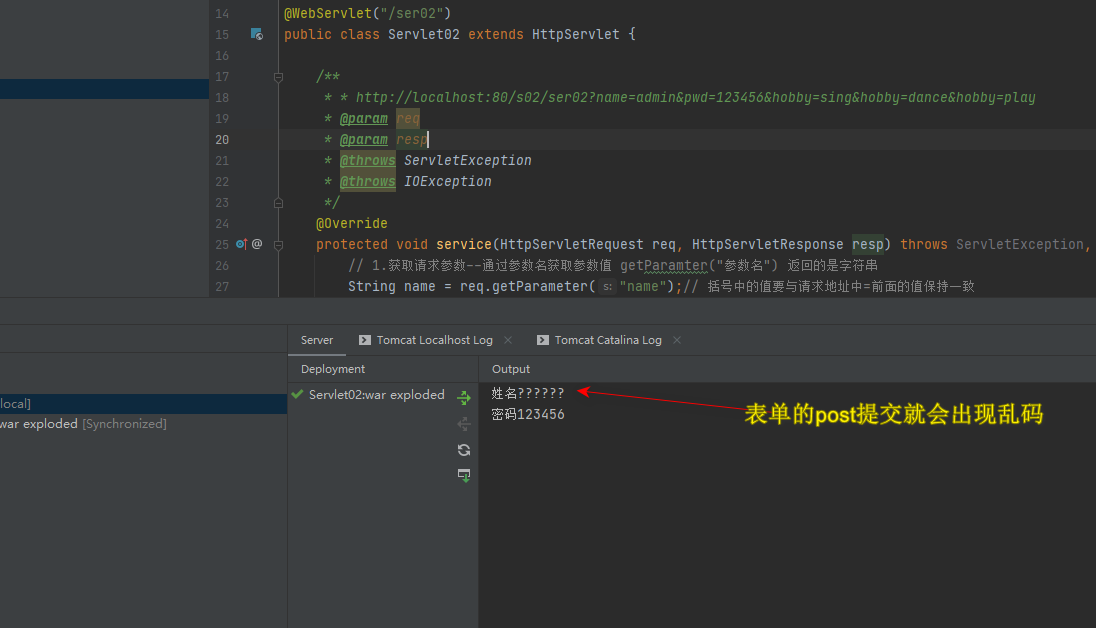 14 @WebServlet("/ser02")
15 public class Servlet02 extends HttpServlet {
16
17 /**
18 * * http://localhost:80/s02/ser02?name=admin&pwd=123456&hobby=sing&hobby=dance&hobby=play
19 * @param req
20 * @param resp
21 * @throws ServletException
22 * @throws IOException
23 */
24 @Override
25 @ protected void service(HttpServletRequest req, HttpServletResponse resp) throws ServletException,
26 // 1.获取请求参数--通过参数名获取参数值 getParamter("参数名") 返回的是字符串
27 String name = req.getParameter( s: "name");// 括号中的值要与请求地址中=前面的值保持一致
Server Tomcat Localhost Log Tomcat Catalina Log
Deployment Output
local] Servlet02:war exploded 姓名??????
war exploded [Synchronized] 密码123456
表单的post提交就会出现乱码